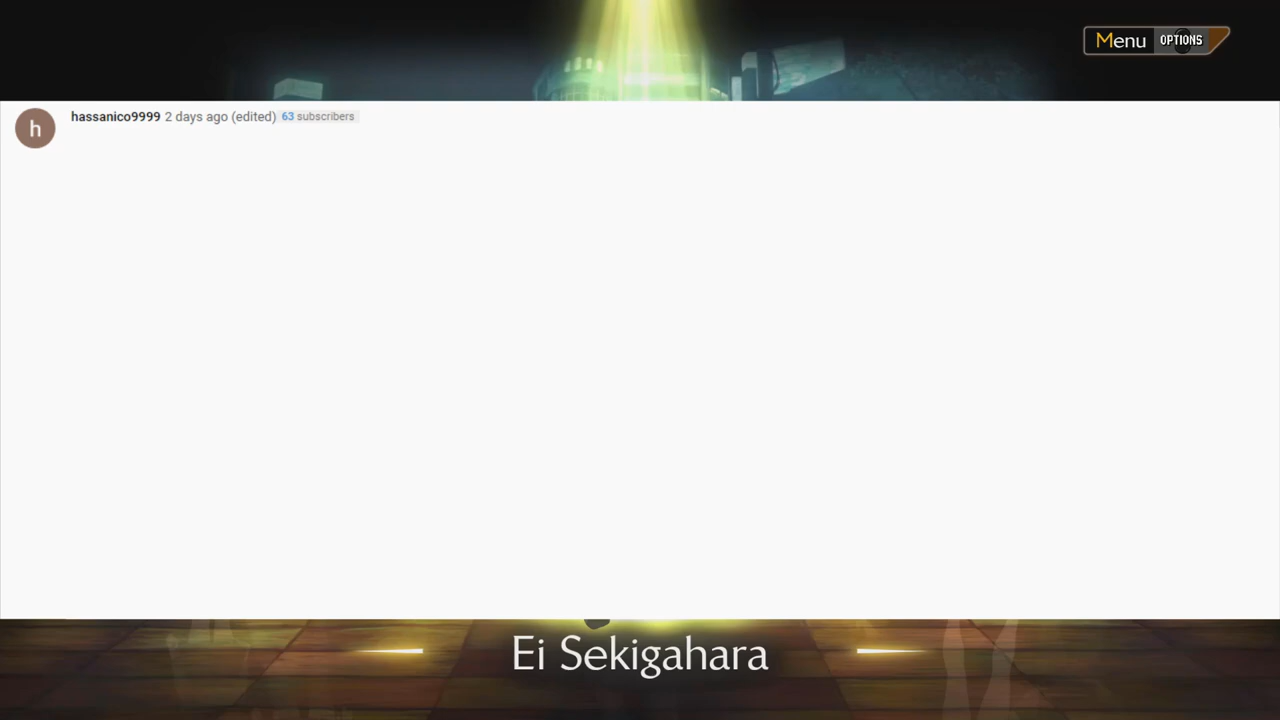 Menu OPTIONS
h
hassanico9999 2 days ago (edited) 63 subscribers
Ei Sekigahara